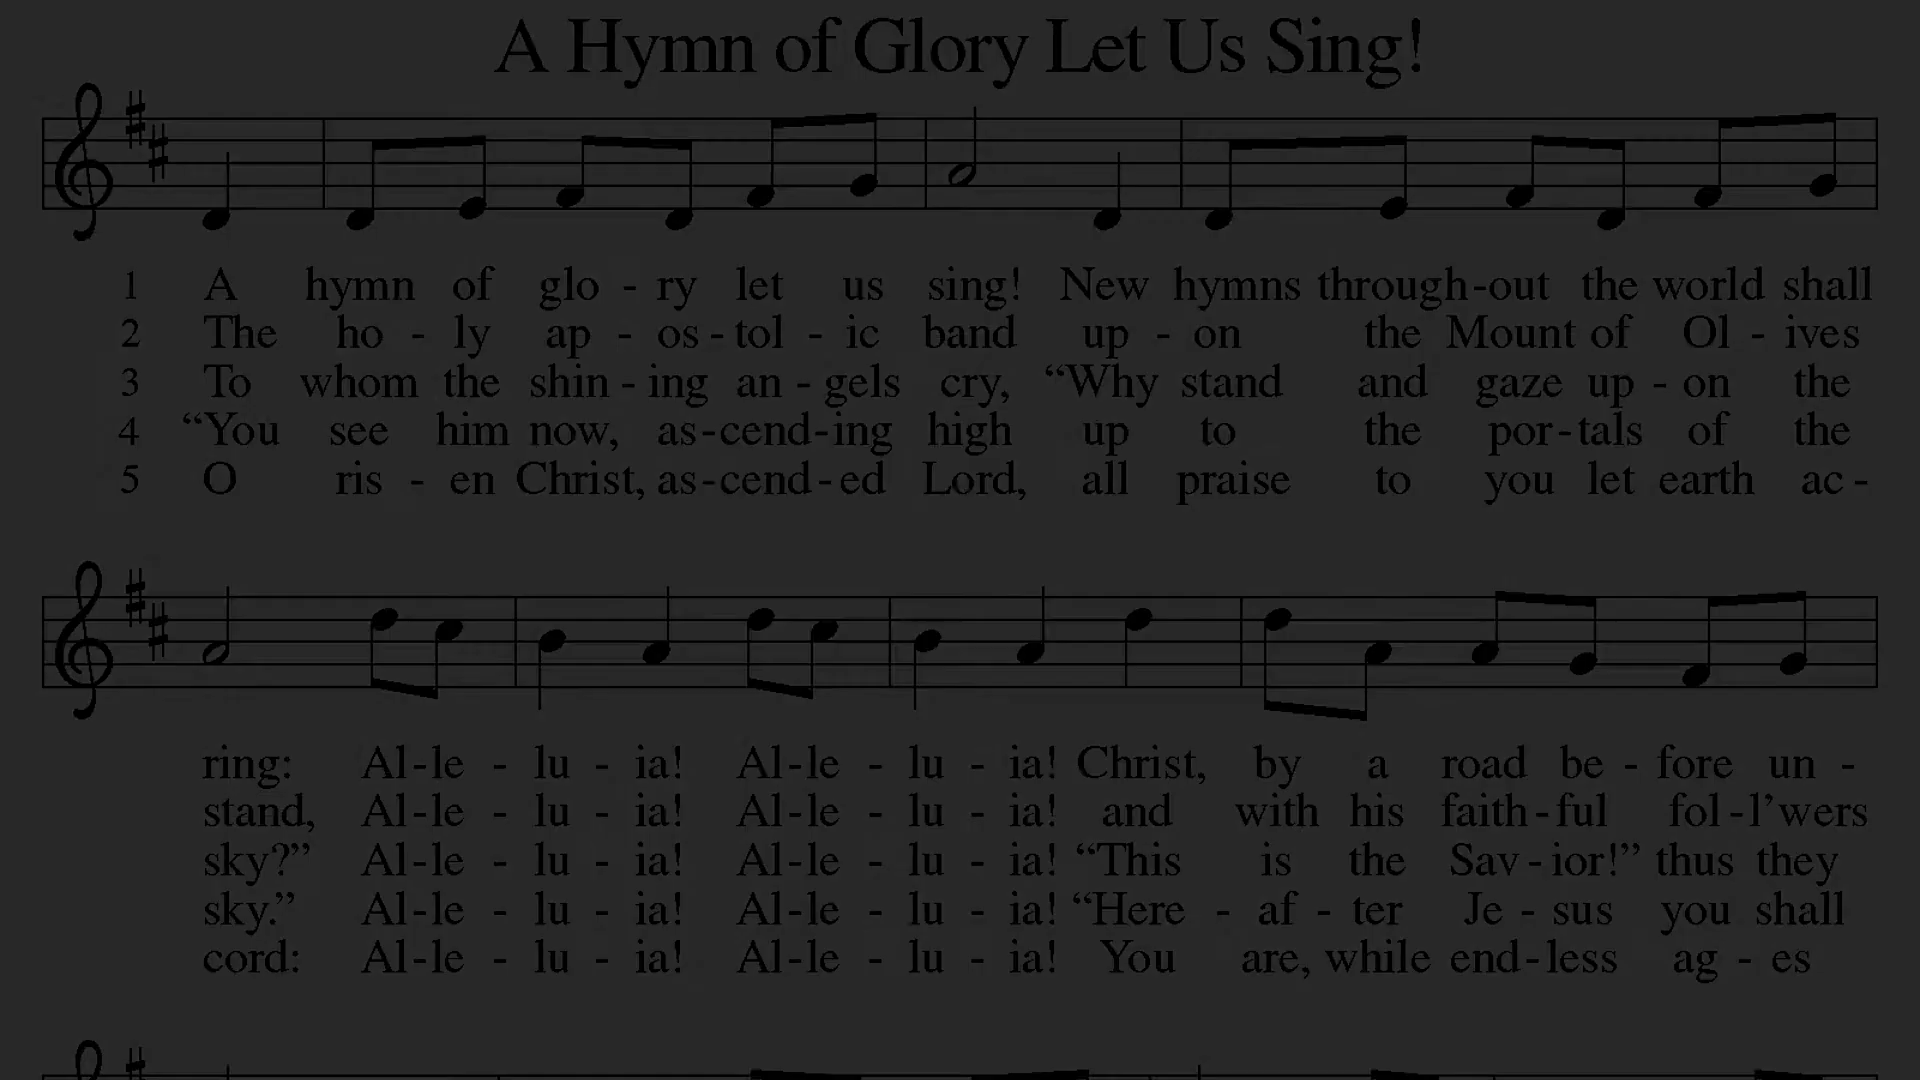 A Hymn of Glory Let Us Sing!
1 A hymn of glo - ry let us sing! New hymns through-out the world shall
2 The ho - ly ap - os - tol - ic band up - on the Mount of Ol - ives
3 To whom the shin - ing an - gels cry, “Why stand and gaze up - on the
4 “You see him now, as-cend-ing high up to the por-tals of the
5 O ris - en Christ, as-cend-ed Lord, all praise to you let earth ac -
ring: Al-le - lu - ia! Al-le - lu - ia! Christ, by a road be - fore un -
stand, Al-le - lu - ia! Al-le - lu - ia! and with his faith-ful fol-l’wers
sky?” Al-le - lu - ia! Al-le - lu - ia! “This is the Sav-ior!” thus they
sky.” Al-le - lu - ia! Al-le - lu - ia! “Here - af - ter Je - sus you shall
cord: Al-le - lu - ia! Al-le - lu - ia! You are, while end-less ag - es